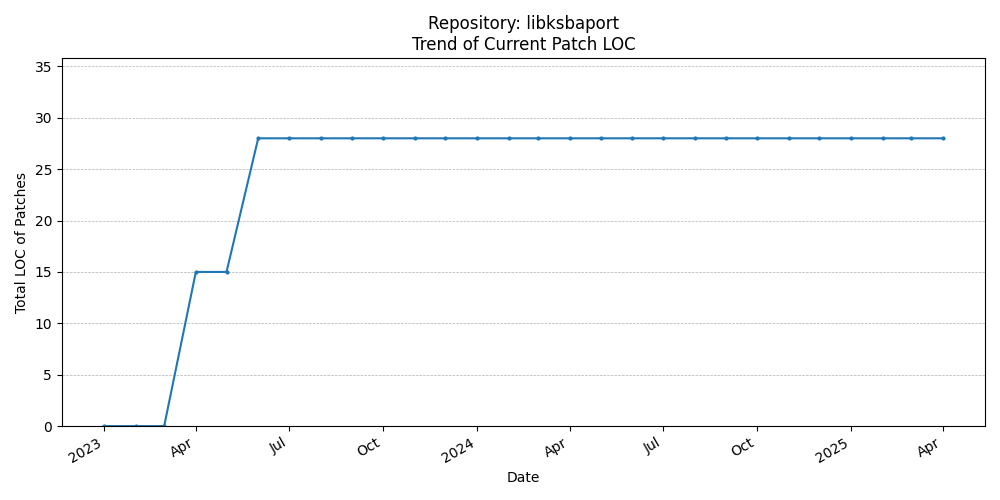 Repository: libksbaport
Trend of Current Patch LOC
Total LOC of Patches
35
30
25
20
15
10
5
0
2023
Apr
Jul
Oct
2024
Apr
Jul
Oct
2025
Apr
Date